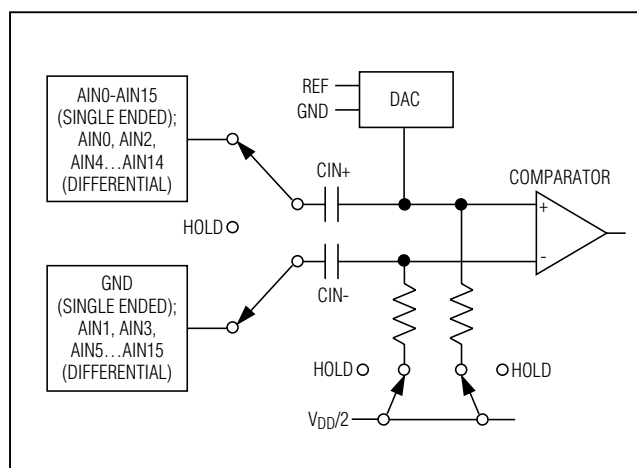 AIN0-AIN15
(SINGLE ENDED);
AIN0, AIN2,
AIN4...AIN14
(DIFFERENTIAL)
REF
GND
DAC
CIN+
COMPARATOR
+
-
HOLD
GND
(SINGLE ENDED);
AIN1, AIN3,
AIN5...AIN15
(DIFFERENTIAL)
CIN-
HOLD
HOLD
VDD/2